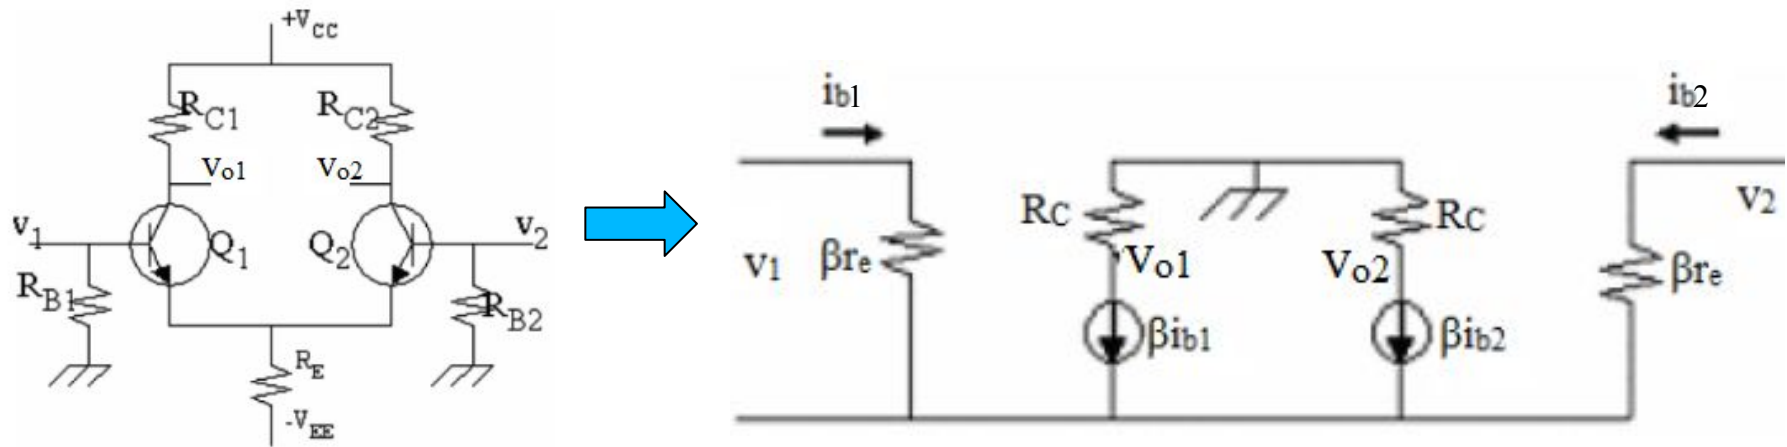 +VCC
RC1 RC2
Vo1 Vo2
v1 Q1 Q2 v2
RB1 RB2
RE
-VEE
ib1 ib2
RC RC
v1 βre Vo1 Vo2 βre v2
βib1 βib2